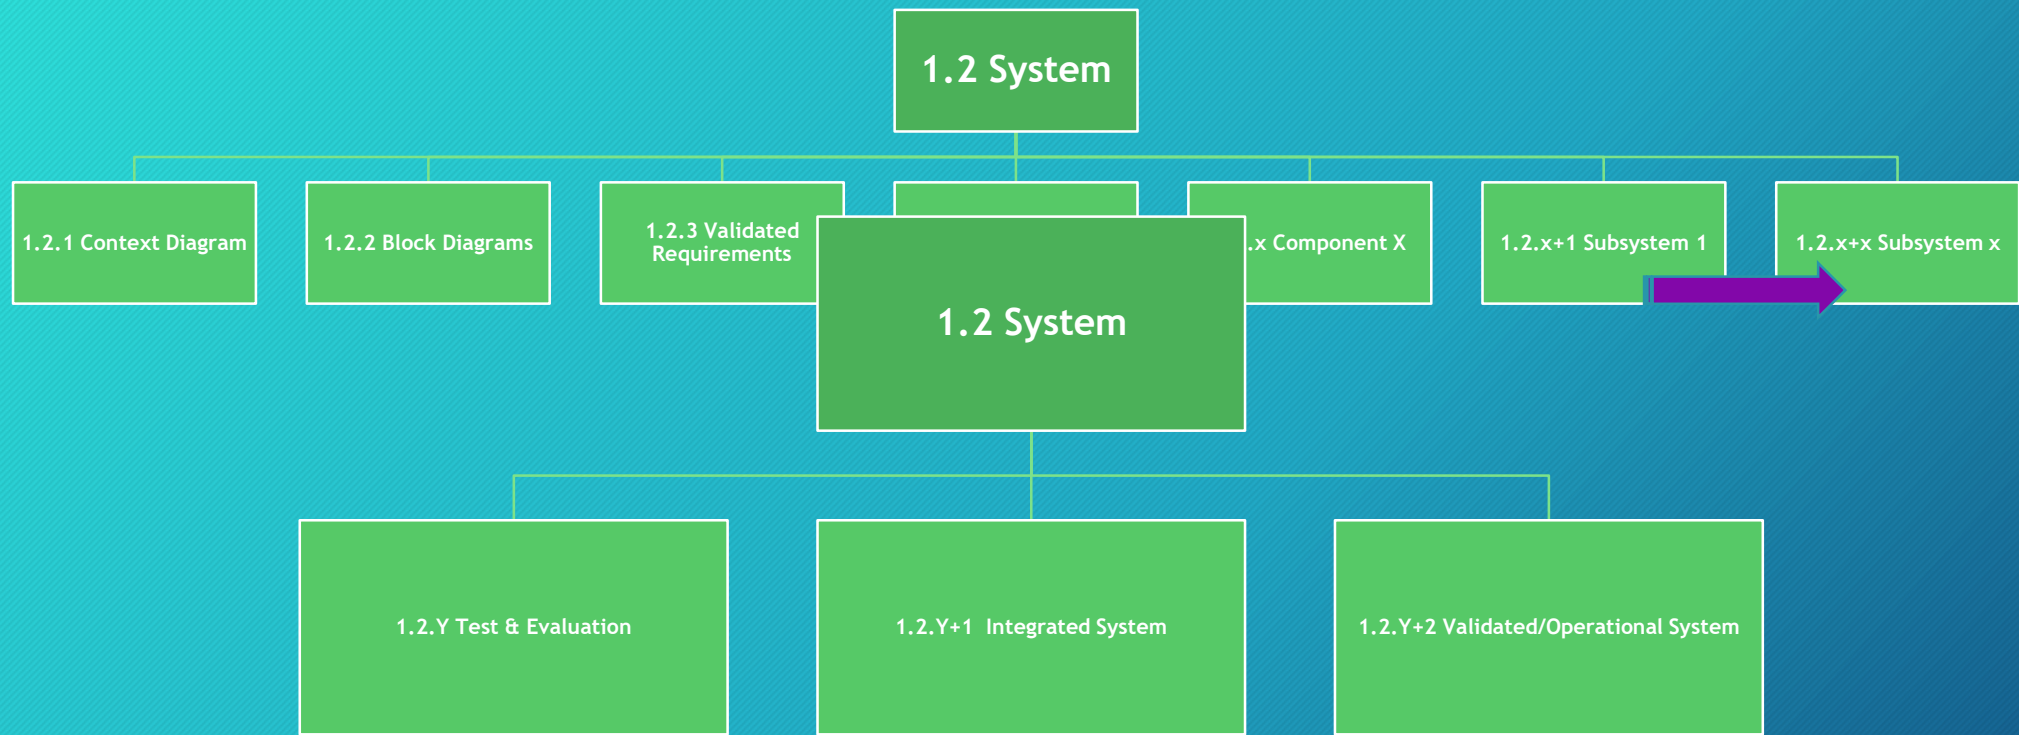 1.2 System
1.2.1 Context Diagram
1.2.2 Block Diagrams
1.2.3 Validated
Requirements
.x Component X
1.2.x+1 Subsystem 1
1.2.x+x Subsystem x
1.2 System
1.2.Y Test & Evaluation
1.2.Y+1  Integrated System
1.2.Y+2 Validated/Operational System